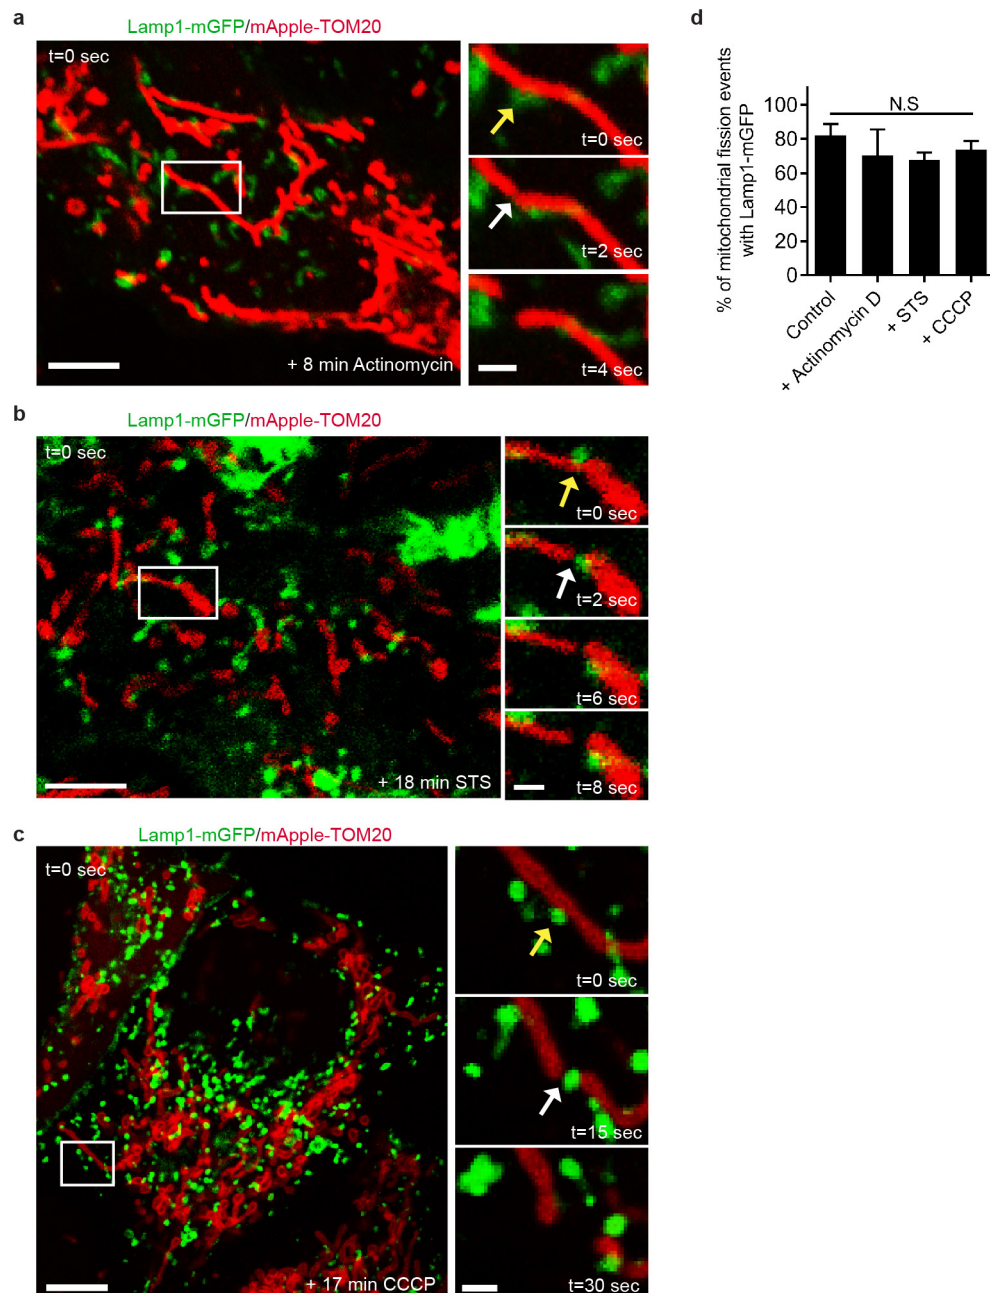 a
Lamp1-mGFP/mApple-TOM20
t=0 sec
+ 8 min Actinomycin
t=0 sec
t=2 sec
t=4 sec
b
Lamp1-mGFP/mApple-TOM20
t=0 sec
+ 18 min STS
t=0 sec
t=2 sec
t=6 sec
t=8 sec
c
Lamp1-mGFP/mApple-TOM20
t=0 sec
+ 17 min CCCP
t=0 sec
t=15 sec
t=30 sec
d
% of mitochondrial fission events
with Lamp1-mGFP
N.S
100
80
60
40
20
0
Control
+ Actinomycin D
+ STS
+ CCCP